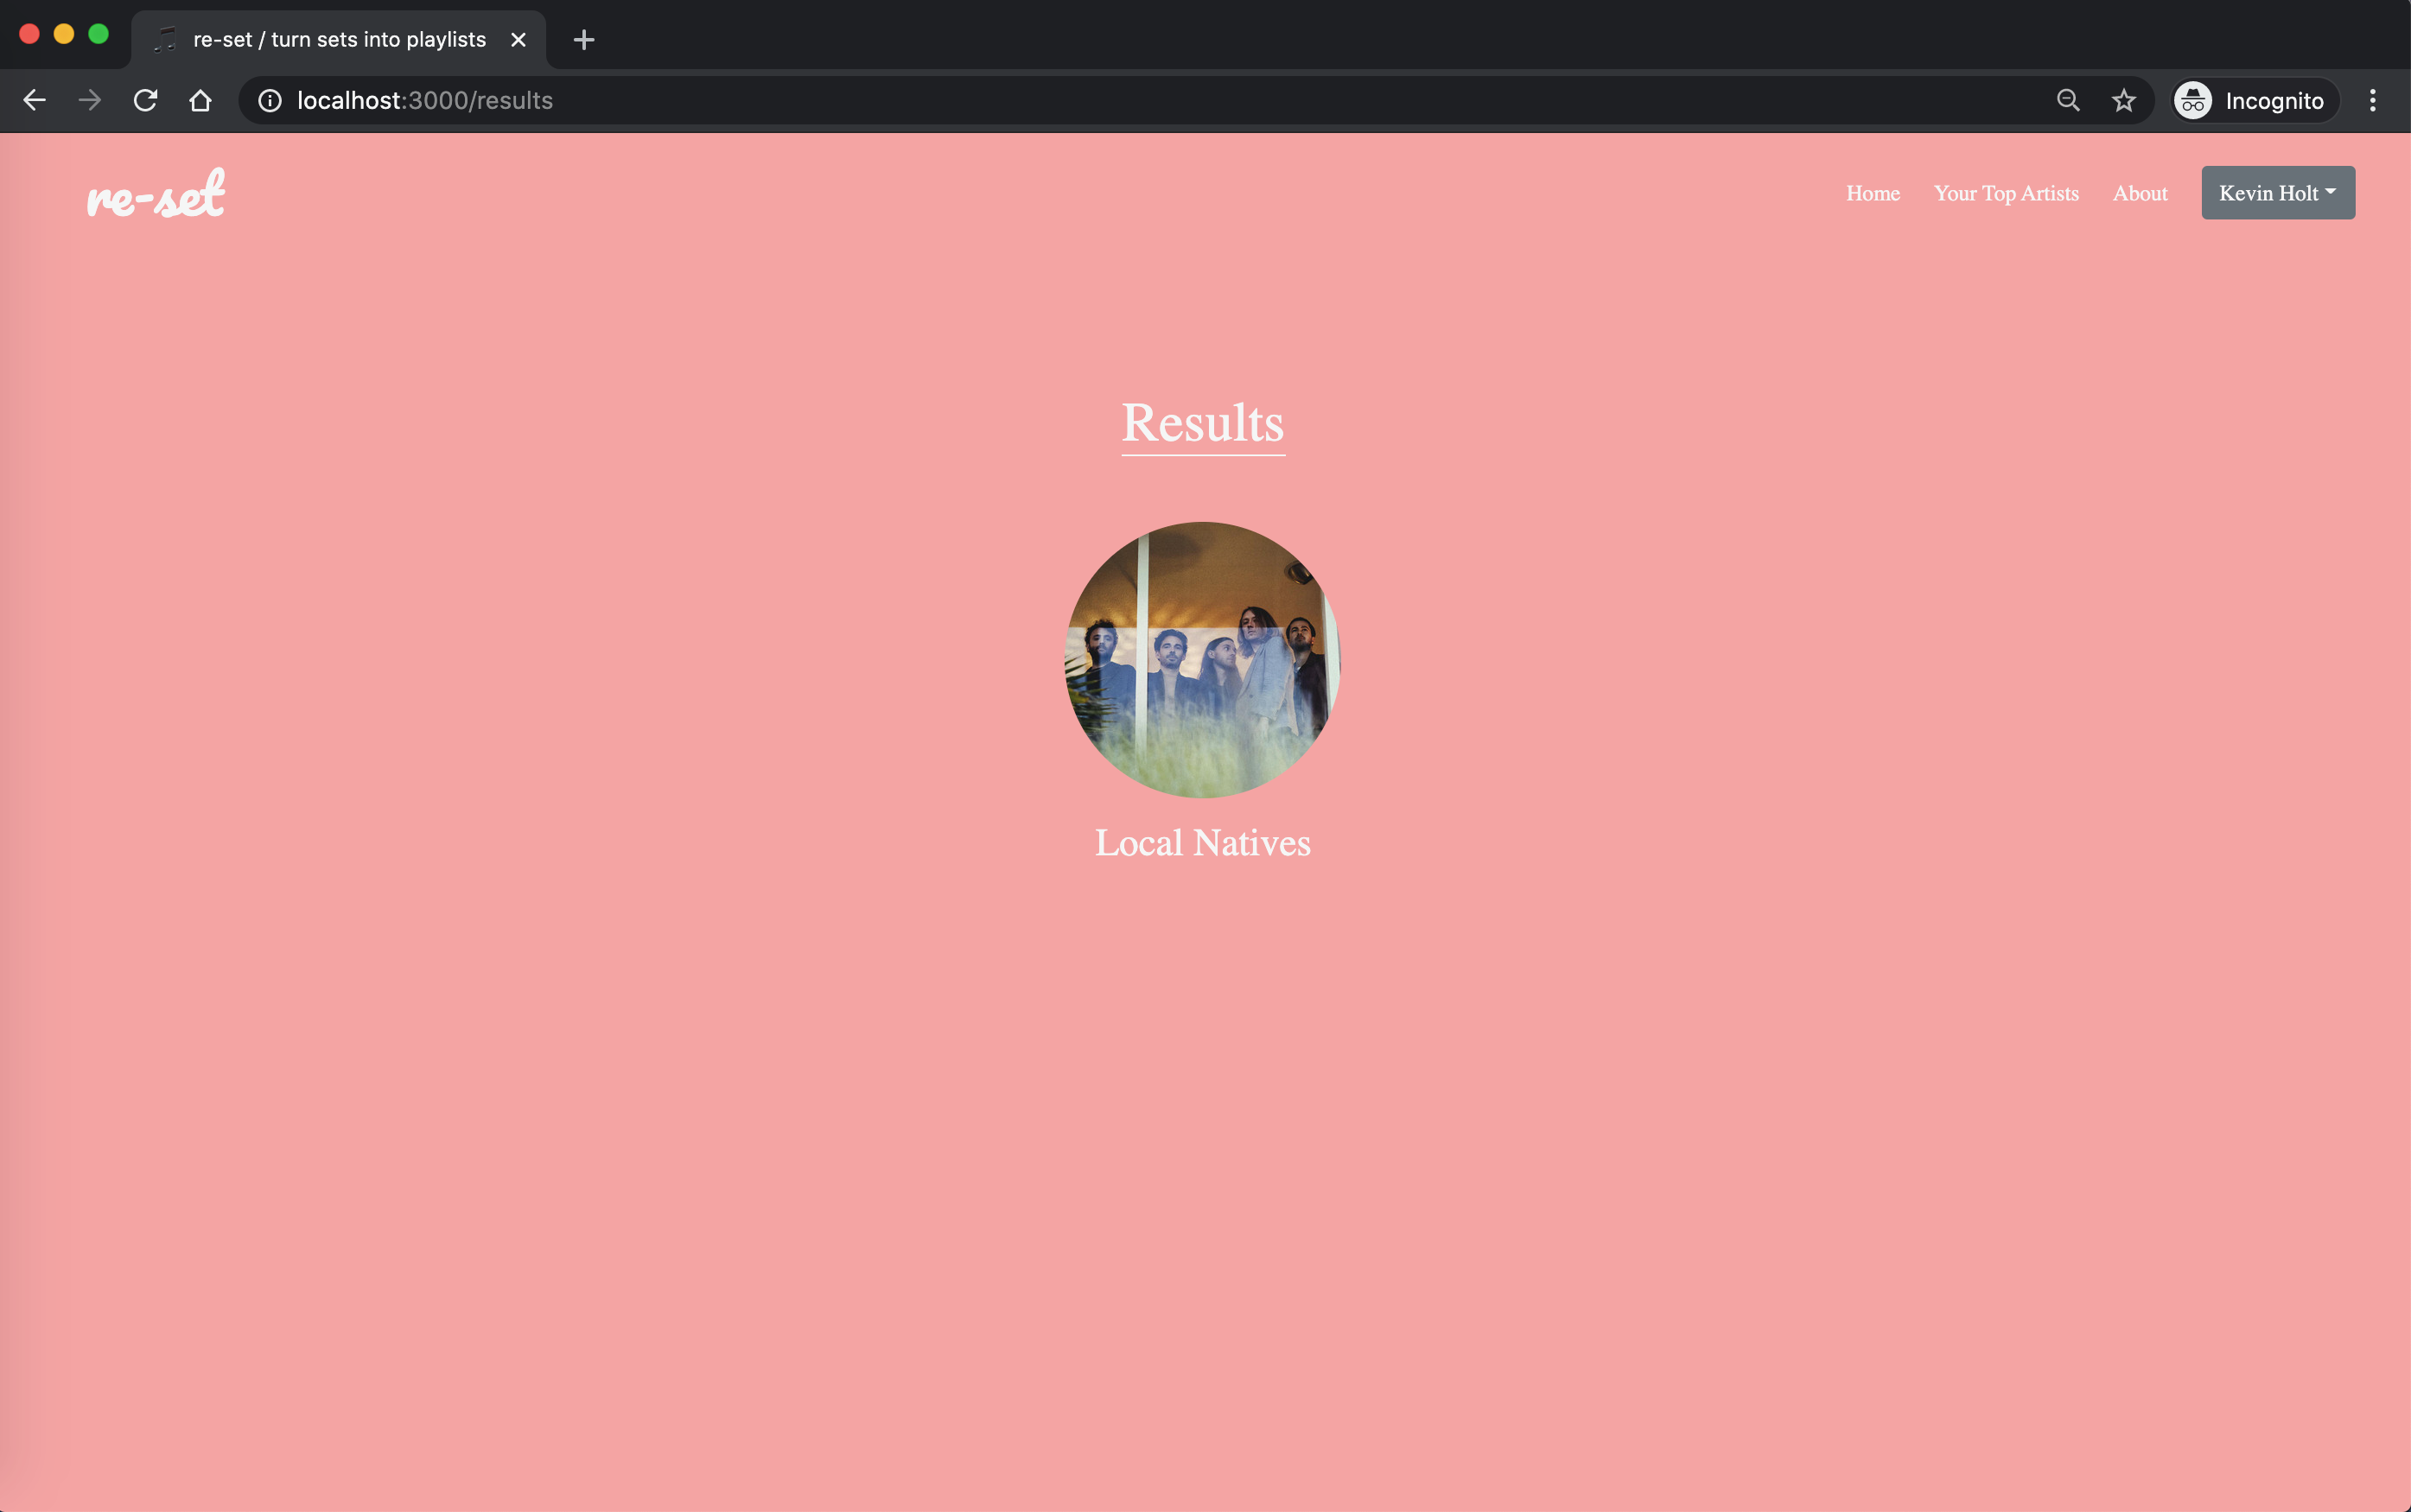 re-set / turn sets into playlists
localhost:3000/results
Incognito
re-set
Home
Your Top Artists
About
Kevin Holt
Results
Local Natives